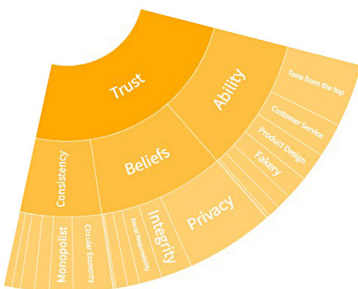 Trust
Ability
Beliefs
Consistency
Tone from the top
Customer Service
Product Design
Fakery
Privacy
Integrity
Social Responsibility
Circular Economy
Monopolist